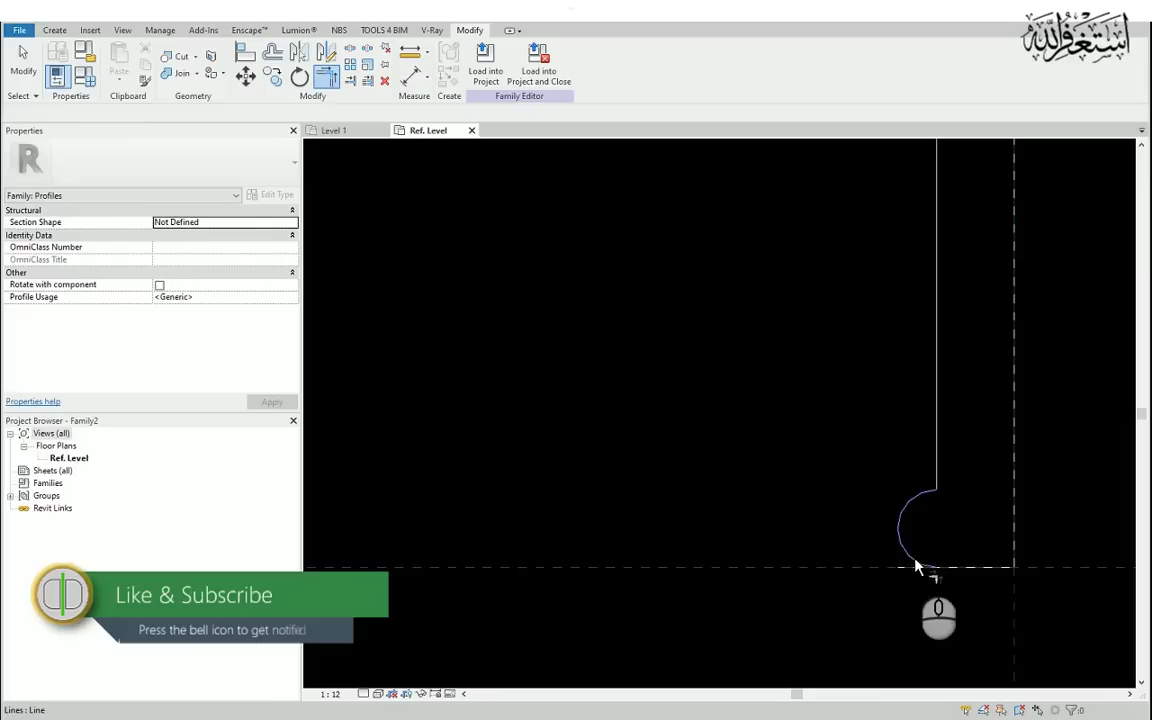 أستغفر الله
File Create Insert View Manage Add-Ins Enscape™ Lumion® NBS TOOLS 4 BIM V-Ray Modify
Modify Paste Cut Join Load into Project Load into Project and Close
Select Properties Clipboard Geometry Modify Measure Create Family Editor
Properties
Level 1 Ref. Level
Family: Profiles Edit Type
Structural
Section Shape Not Defined
Identity Data
OmniClass Number
OmniClass Title
Other
Rotate with component
Profile Usage <Generic>
Properties help Apply
Project Browser - Family2
Views (all)
Floor Plans
Ref. Level
Sheets (all)
Families
Groups
Revit Links
Like & Subscribe
Press the bell icon to get notified
1 : 12
Lines : Line
:0